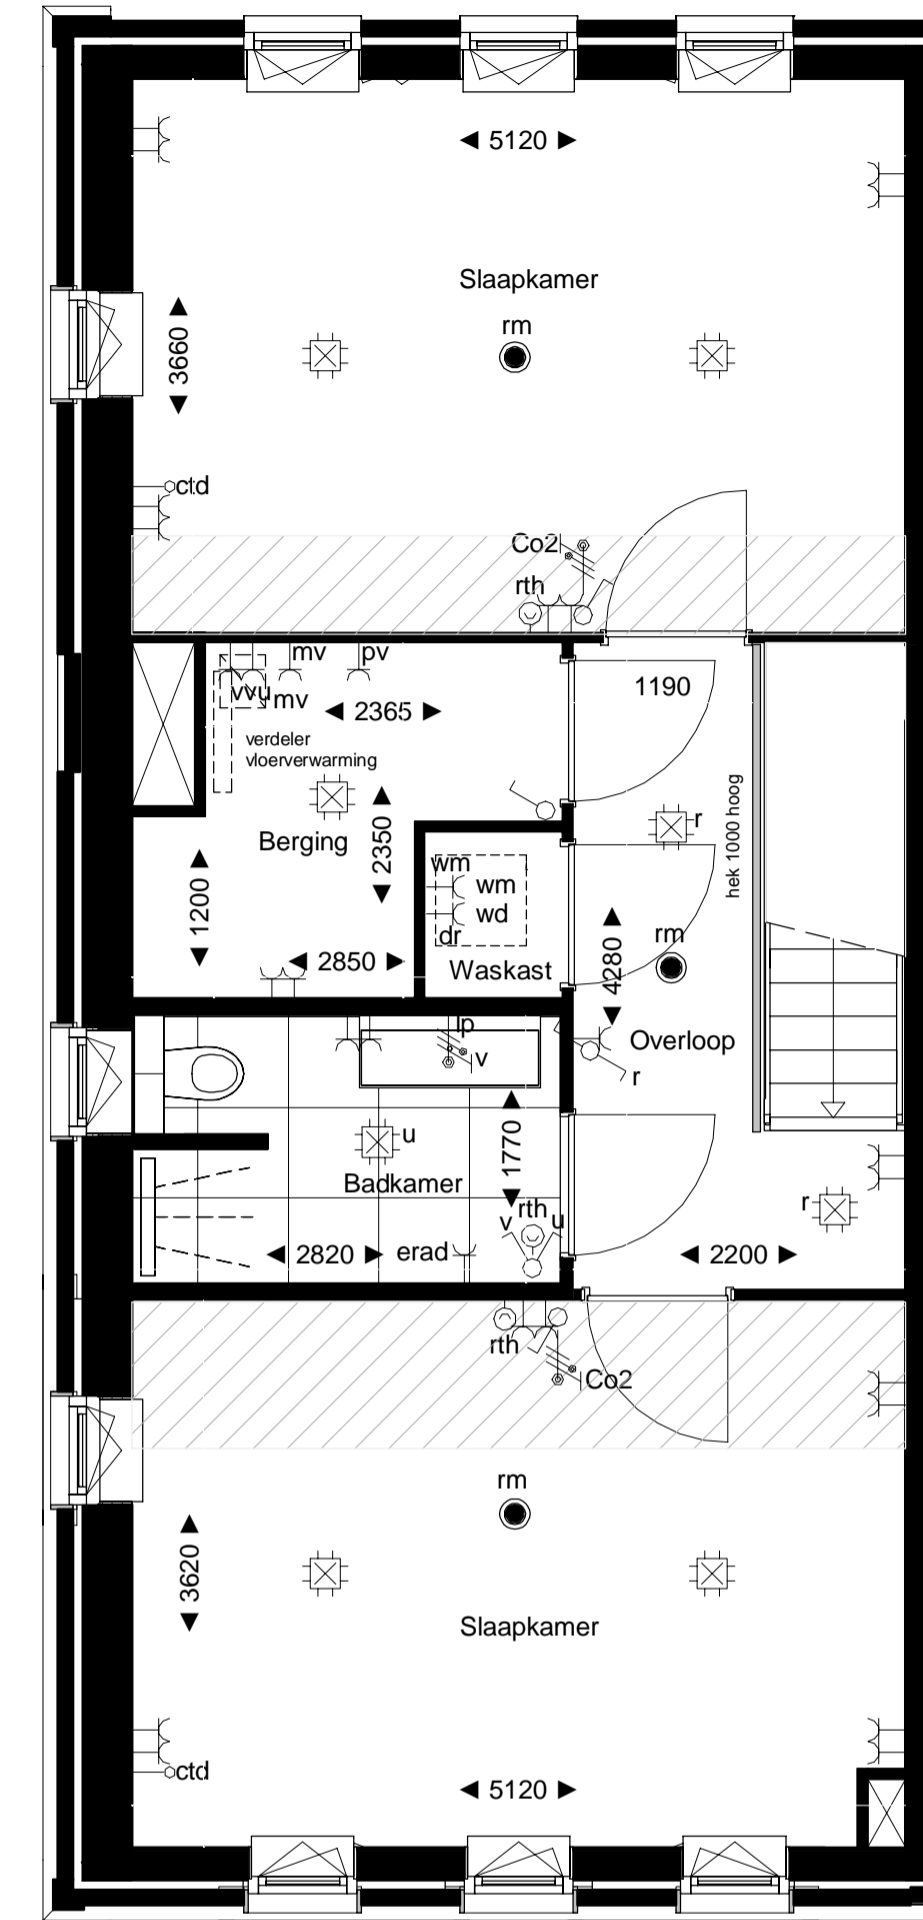 5120
Slaapkamer
rm
3660
ctd
Co2
rth
mv
pv
vvu
mv
2365
1190
verdeler
vloerverwarming
Berging
2350
r
hek 1000 hoog
1200
wm
wm
wd
dr
2850
Waskast
4280
rm
lp
v
Overloop
r
u
1770
Badkamer
rth
v
u
r
2820
erad
2200
rth
Co2
rm
3620
Slaapkamer
ctd
5120